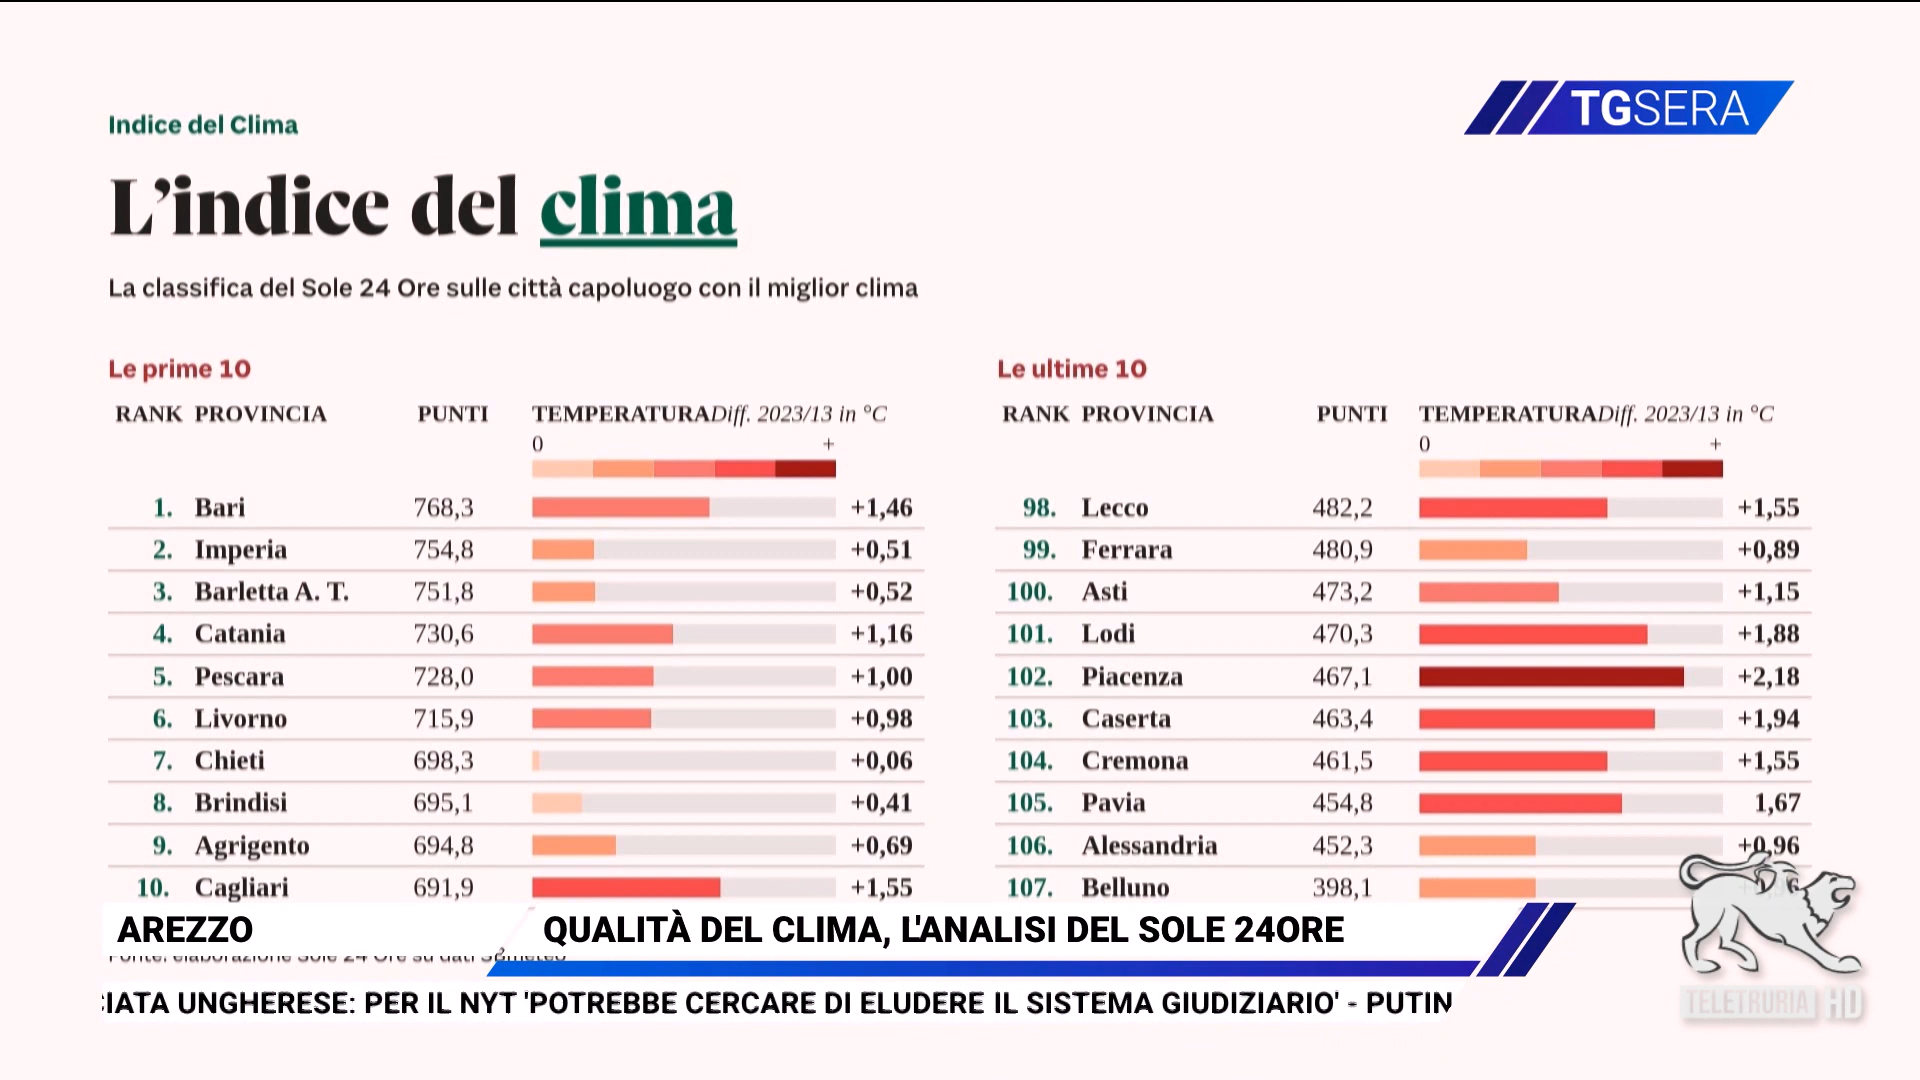 TGSERA
Indice del Clima
L'indice del clima
La classifica del Sole 24 Ore sulle città capoluogo con il miglior clima
Le prime 10
RANK PROVINCIA PUNTI TEMPERATURA Diff. 2023/13 in °C
0 +
1. Bari 768,3 +1,46
2. Imperia 754,8 +0,51
3. Barletta A. T. 751,8 +0,52
4. Catania 730,6 +1,16
5. Pescara 728,0 +1,00
6. Livorno 715,9 +0,98
7. Chieti 698,3 +0,06
8. Brindisi 695,1 +0,41
9. Agrigento 694,8 +0,69
10. Cagliari 691,9 +1,55
Le ultime 10
RANK PROVINCIA PUNTI TEMPERATURA Diff. 2023/13 in °C
0 +
98. Lecco 482,2 +1,55
99. Ferrara 480,9 +0,89
100. Asti 473,2 +1,15
101. Lodi 470,3 +1,88
102. Piacenza 467,1 +2,18
103. Caserta 463,4 +1,94
104. Cremona 461,5 +1,55
105. Pavia 454,8 1,67
106. Alessandria 452,3 +0,96
107. Belluno 398,1
AREZZO
QUALITÀ DEL CLIMA, L'ANALISI DEL SOLE 24ORE
Fonte: elaborazione Sole 24 Ore su dati 3Bmeteo
CIATA UNGHERESE: PER IL NYT 'POTREBBE CERCARE DI ELUDERE IL SISTEMA GIUDIZIARIO' - PUTIN
TELETRURIA HD